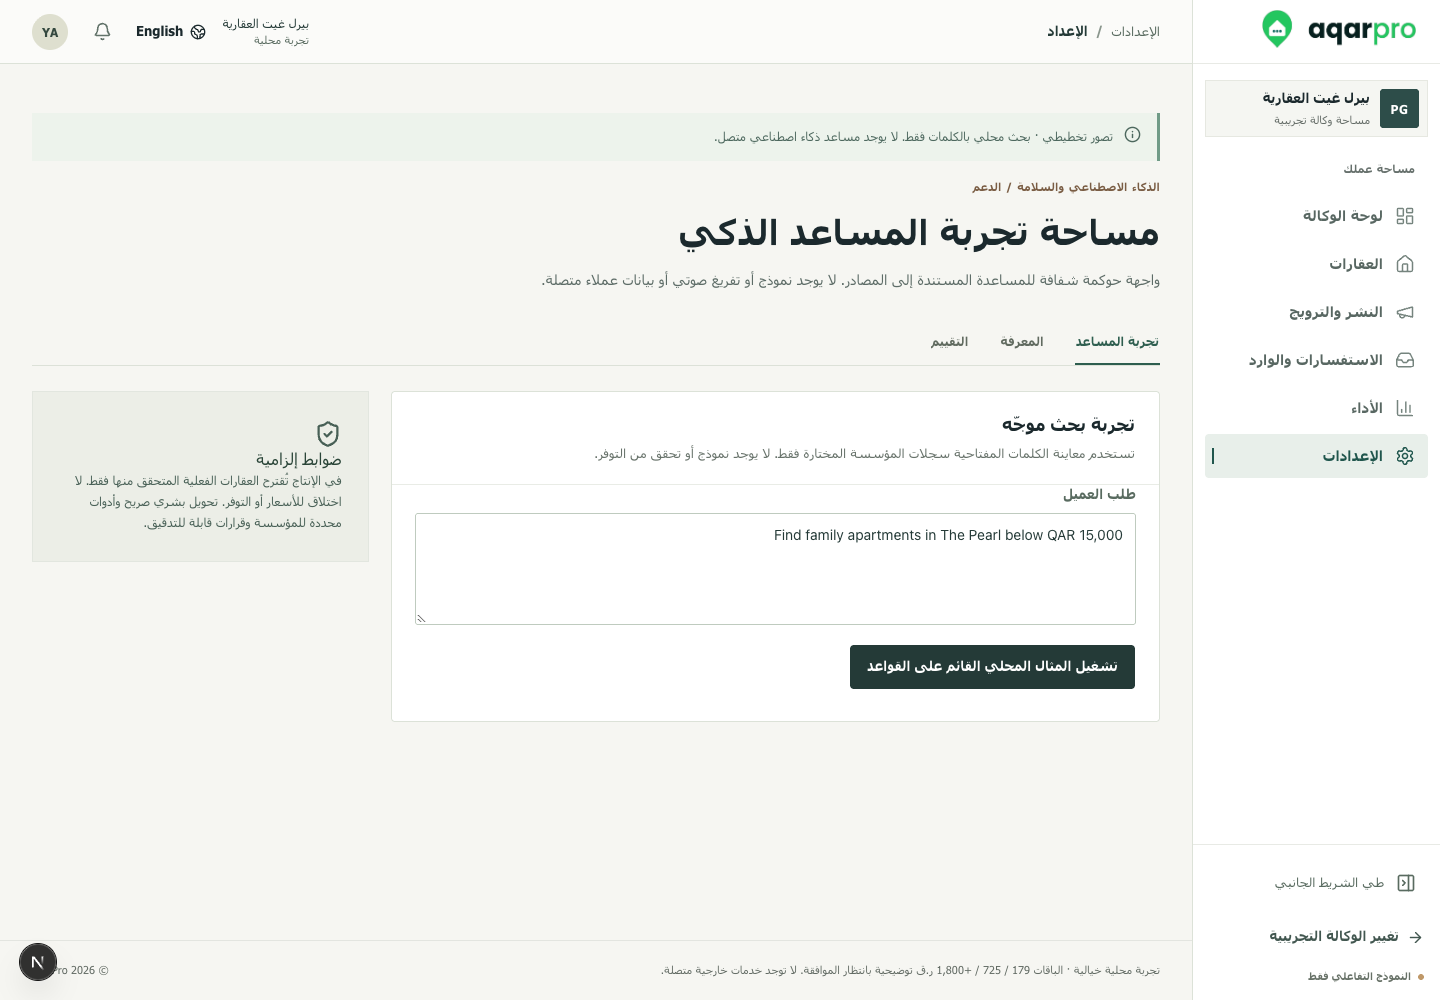 aqarpro
PG
بيرل غيت العقارية
مساحة وكالة تجريبية
مساحة عملك
لوحة الوكالة
العقارات
النشر والترويج
الاستفسارات والوارد
الأداء
الإعدادات
طي الشريط الجانبي
تغيير الوكالة التجريبية
النموذج التفاعلي فقط
الإعدادات / الإعداد
بيرل غيت العقارية
تجربة محلية
English
YA
تصور تخطيطي · بحث محلي بالكلمات فقط. لا يوجد مساعد ذكاء اصطناعي متصل.
الذكاء الاصطناعي والسلامة / الدعم
مساحة تجربة المساعد الذكي
واجهة حوكمة شفافة للمساعدة المستندة إلى المصادر. لا يوجد نموذج أو تفريغ صوتي أو بيانات عملاء متصلة.
تجربة المساعد
المعرفة
التقييم
تجربة بحث موجّه
تستخدم معاينة الكلمات المفتاحية سجلات المؤسسة المختارة فقط. لا يوجد نموذج أو تحقق من التوفر.
طلب العميل
Find family apartments in The Pearl below QAR 15,000
تشغيل المثال المحلي القائم على القواعد
ضوابط إلزامية
في الإنتاج تُقترح العقارات الفعلية المتحقق منها فقط. لا
اختلاق للأسعار أو التوفر. تحويل بشري صريح وأدوات
محددة للمؤسسة وقرارات قابلة للتدقيق.
تجربة محلية خيالية · الباقات 179 / 725 / +1,800 ر.ق توضيحية بانتظار الموافقة. لا توجد خدمات خارجية متصلة.
© 2026
N